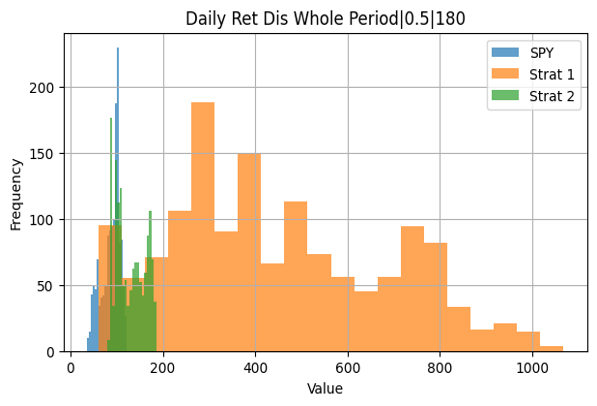 Daily Ret Dis Whole Period|0.5|180
SPY
Strat 1
Strat 2
200
150
100
50
0
Frequency
0 200 400 600 800 1000
Value